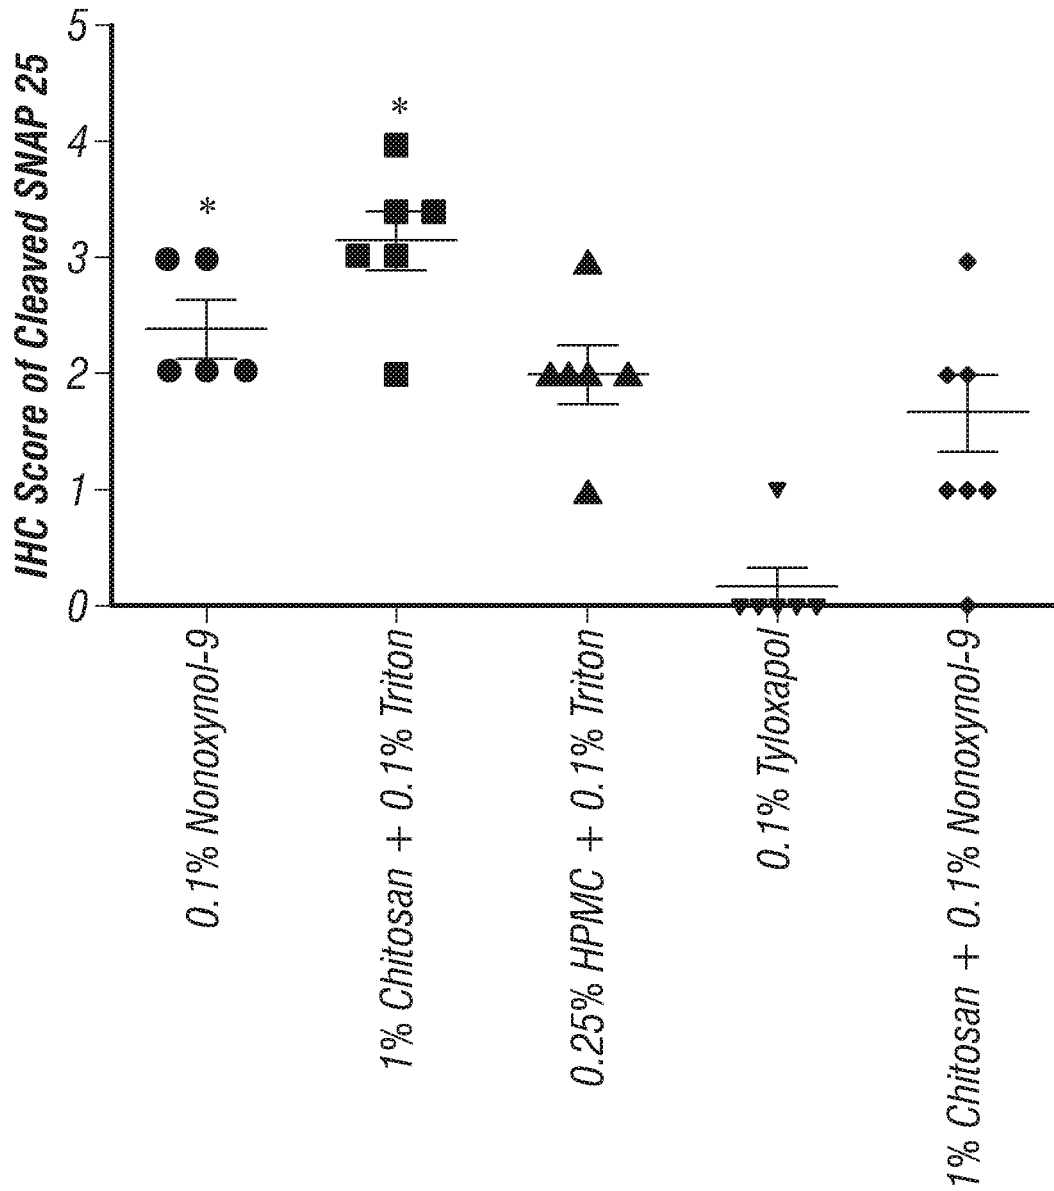 IHC Score of Cleaved SNAP 25
5
4
3
2
1
0
*
*
0.1% Nonoxynol-9
1% Chitosan + 0.1% Triton
0.25% HPMC + 0.1% Triton
0.1% Tyloxapol
1% Chitosan + 0.1% Nonoxynol-9